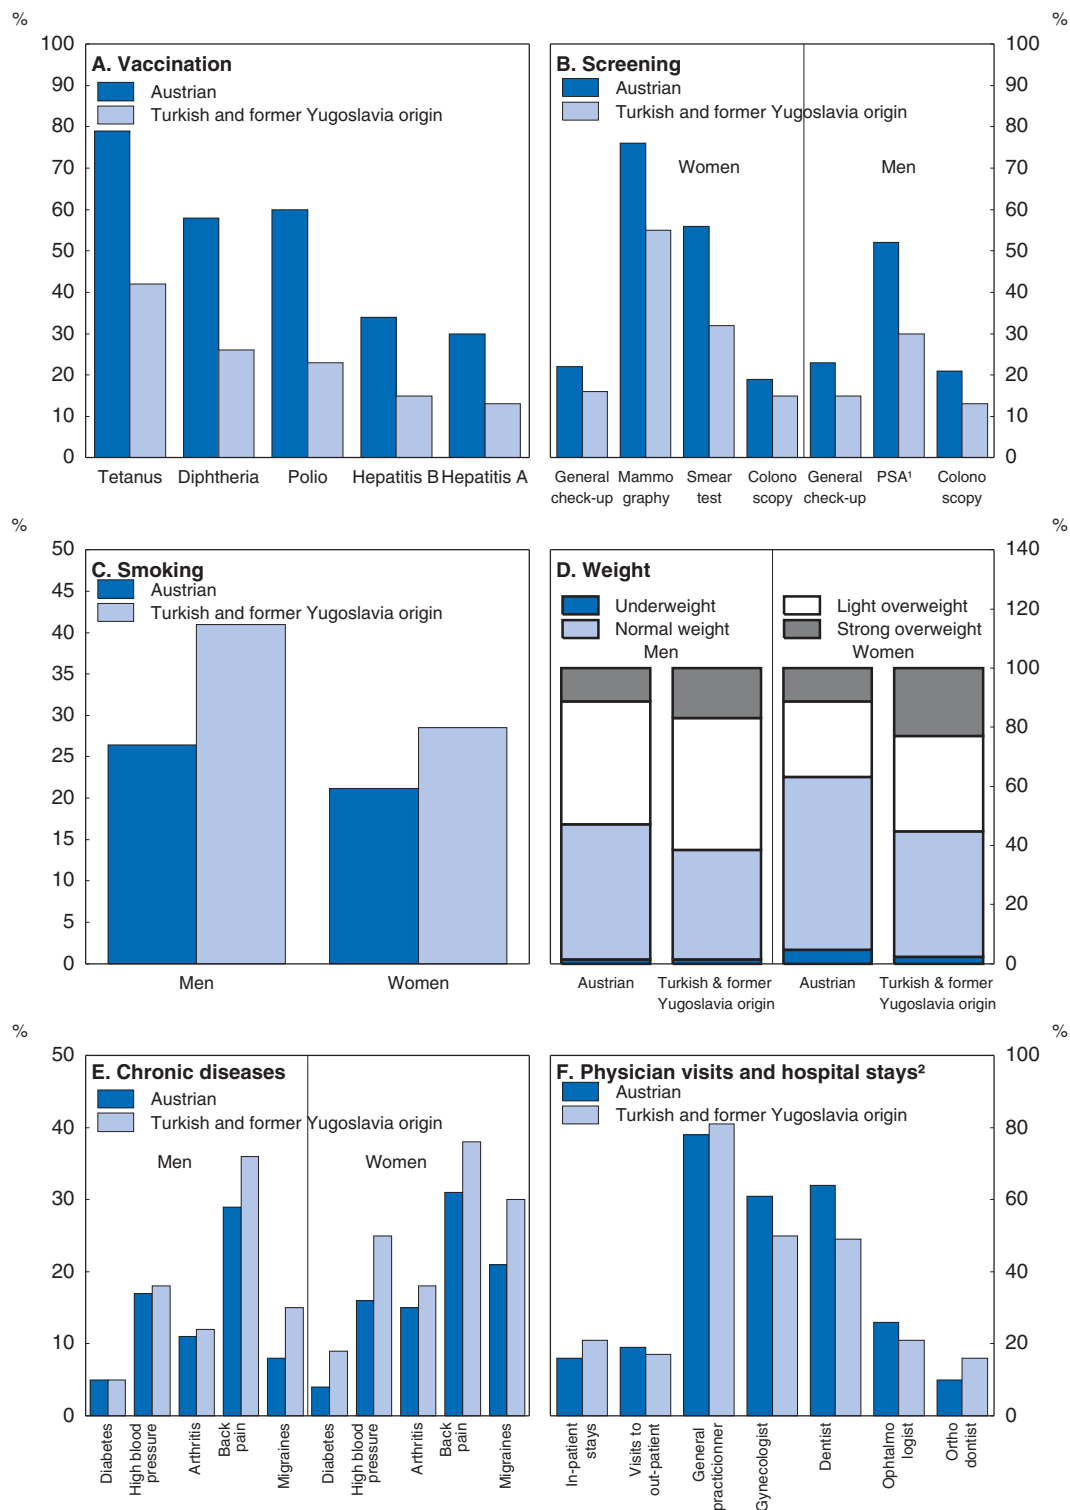 %
%
100
90
80
70
60
50
40
30
20
10
0
A. Vaccination
Austrian
Turkish and former Yugoslavia origin
Tetanus
Diphtheria
Polio
Hepatitis B
Hepatitis A
B. Screening
Austrian
Turkish and former Yugoslavia origin
Women
Men
100
90
80
70
60
50
40
30
20
10
0
General
check-up
Mammo
graphy
Smear
test
Colono
scopy
General
check-up
PSA¹
Colono
scopy
%
%
50
45
40
35
30
25
20
15
10
5
0
C. Smoking
Austrian
Turkish and former Yugoslavia origin
Men
Women
D. Weight
Underweight
Normal weight
Light overweight
Strong overweight
Men
Women
140
120
100
80
60
40
20
0
Austrian
Turkish & former
Yugoslavia origin
Austrian
Turkish & former
Yugoslavia origin
%
%
50
40
30
20
10
0
E. Chronic diseases
Austrian
Turkish and former Yugoslavia origin
Men
Women
Diabetes
High blood
pressure
Arthritis
Back
pain
Migraines
Diabetes
High blood
pressure
Arthritis
Back
pain
Migraines
F. Physician visits and hospital stays²
Austrian
Turkish and former Yugoslavia origin
100
80
60
40
20
0
In-patient
stays
Visits to
out-patient
General
practicionner
Gynecologist
Dentist
Ophtalmo
logist
Ortho
dontist